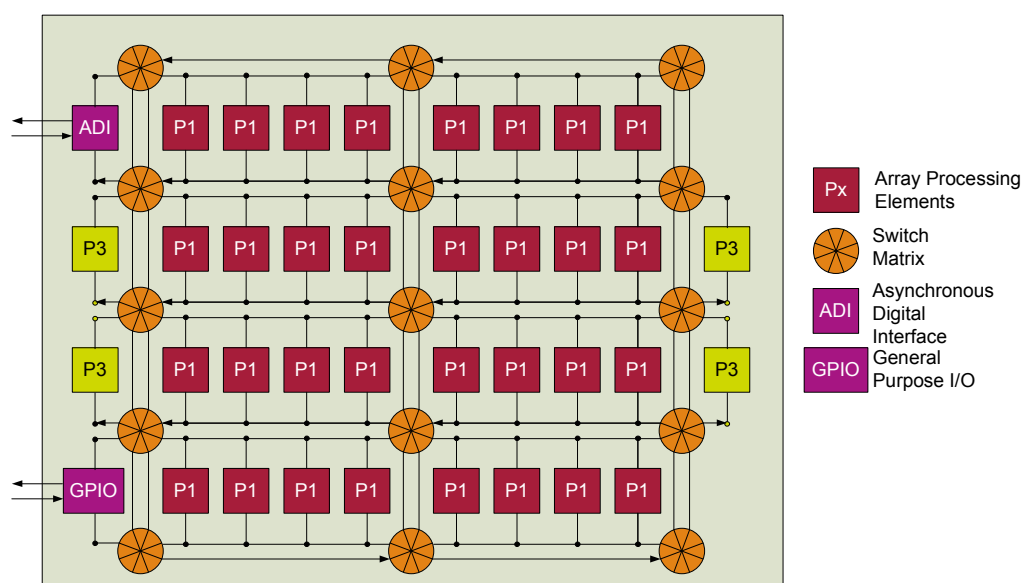 ADI P1 P1 P1 P1 P1 P1 P1 P1
P3 P1 P1 P1 P1 P1 P1 P1 P1 P3
P3 P1 P1 P1 P1 P1 P1 P1 P1 P3
GPIO P1 P1 P1 P1 P1 P1 P1 P1
Px
Array Processing
Elements
Switch
Matrix
ADI
Asynchronous
Digital
Interface
GPIO
General
Purpose I/O